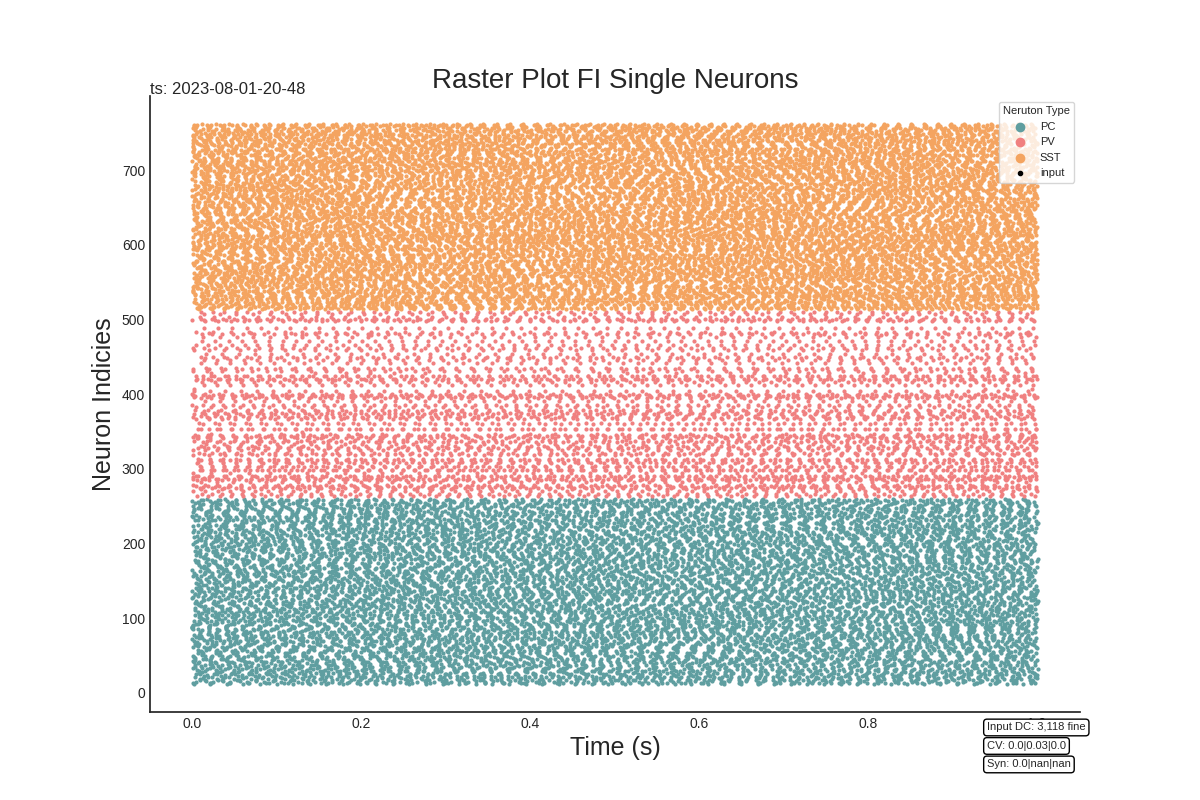 Raster Plot FI Single Neurons
ts: 2023-08-01-20-48
Neruton Type
PC
PV
SST
input
Neuron Indicies
700
600
500
400
300
200
100
0
0.0
0.2
0.4
0.6
0.8
Time (s)
Input DC: 3,118 fine
CV: 0.0|0.03|0.0
Syn: 0.0|nan|nan